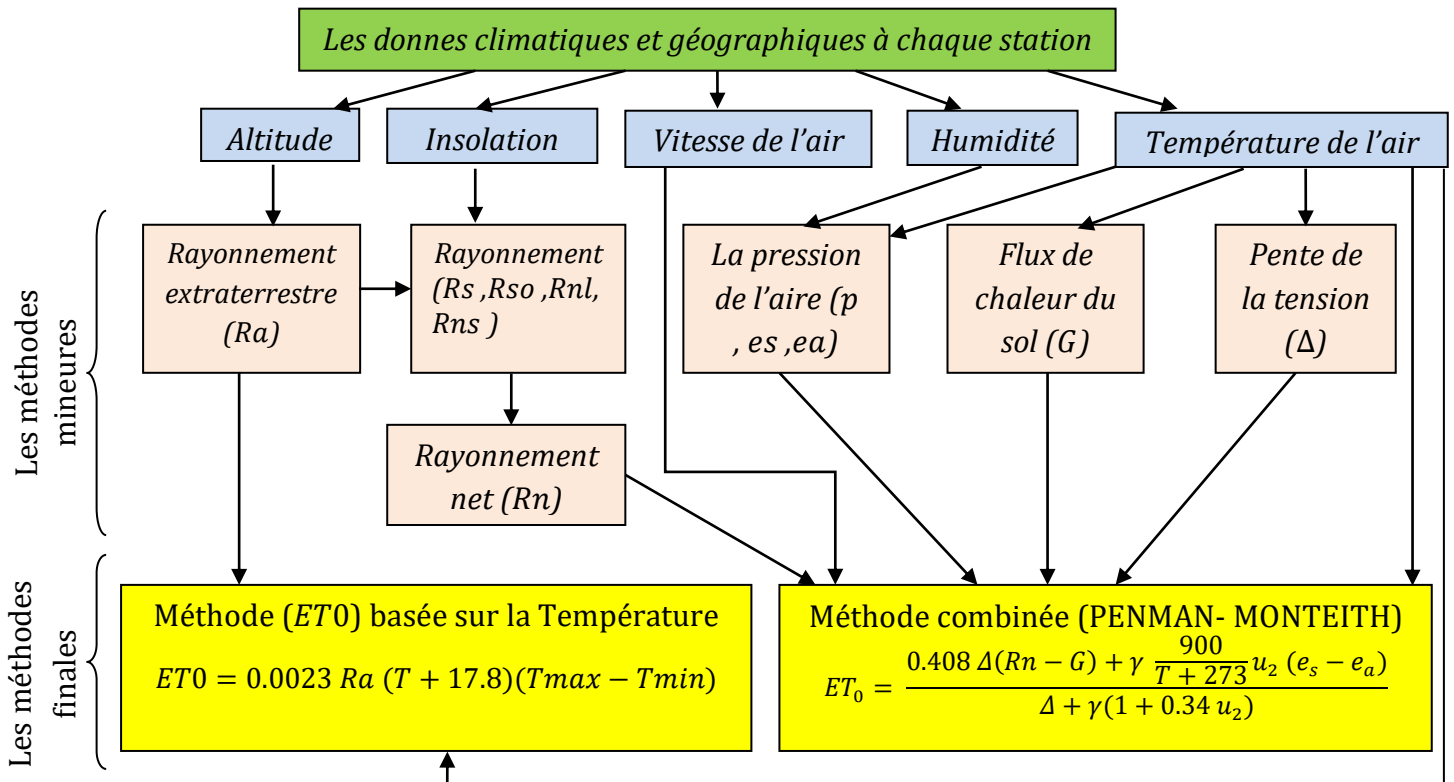 Les donnes climatiques et géographiques à chaque station
Altitude
Insolation
Vitesse de l'air
Humidité
Température de l'air
Les méthodes
mineures
Rayonnement
extraterrestre
(Ra)
Rayonnement
(Rs ,Rso ,Rnl,
Rns )
La pression
de l'aire (p
, es ,ea)
Flux de
chaleur du
sol (G)
Pente de
la tension
(Δ)
Rayonnement
net (Rn)
Les méthodes
finales
Méthode (ET0) basée sur la Température
ET0 = 0.0023 Ra (T + 17.8)(Tmax − Tmin)
Méthode combinée (PENMAN- MONTEITH)
ET₀ = \frac{0.408 Δ(Rn − G) + γ \frac{900}{T + 273} u₂ (e_s − e_a)}{Δ + γ(1 + 0.34 u₂)}